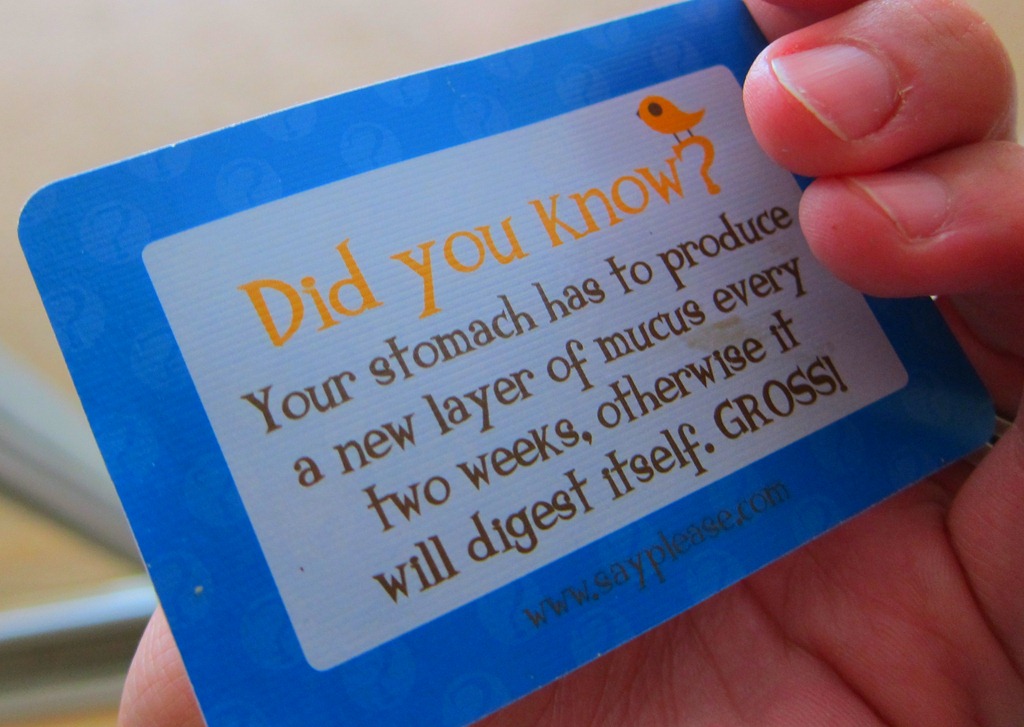 Did you know?
Your stomach has to produce
a new layer of mucus every
two weeks, otherwise it
will digest itself. GROSS!
www.sayplease.com